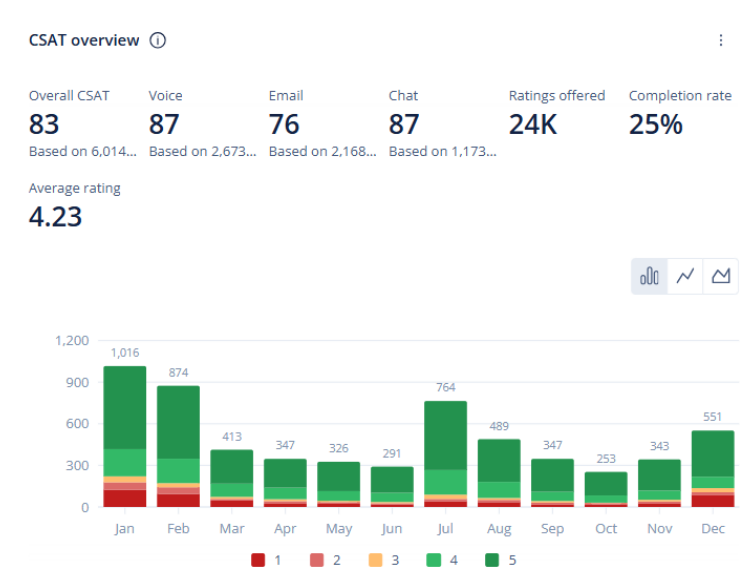 CSAT overview
Overall CSAT Voice Email Chat Ratings offered Completion rate
83 87 76 87 24K 25%
Based on 6,014... Based on 2,673... Based on 2,168... Based on 1,173...
Average rating
4.23
1,200
1,016
900
874
764
600
551
489
413
347
326
291
347
253
343
300
0
Jan Feb Mar Apr May Jun Jul Aug Sep Oct Nov Dec
1 2 3 4 5